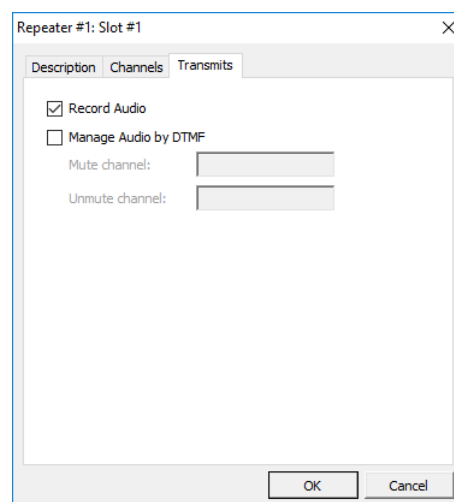 Repeater #1: Slot #1
Description Channels Transmits
Record Audio
Manage Audio by DTMF
Mute channel:
Unmute channel:
OK Cancel